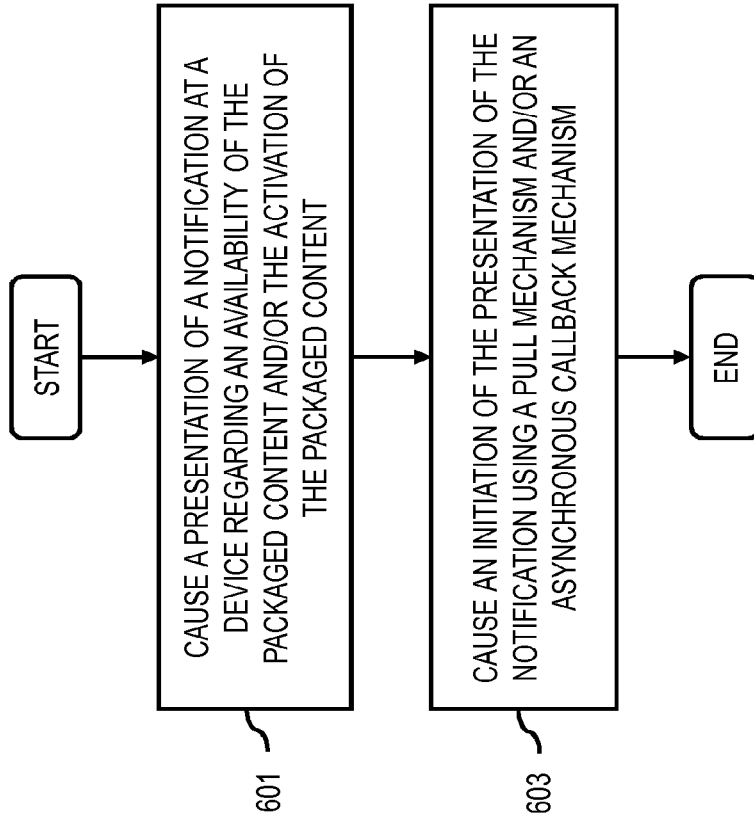 START
CAUSE A PRESENTATION OF A NOTIFICATION AT A
DEVICE REGARDING AN AVAILABILITY OF THE
PACKAGED CONTENT AND/OR THE ACTIVATION OF
THE PACKAGED CONTENT
601
CAUSE AN INITIATION OF THE PRESENTATION OF THE
NOTIFICATION USING A PULL MECHANISM AND/OR AN
ASYNCHRONOUS CALLBACK MECHANISM
603
END